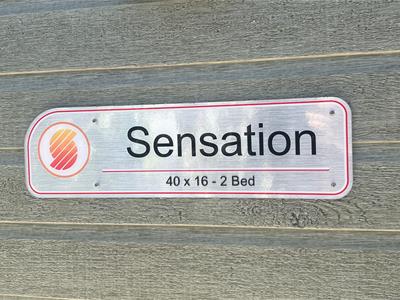 Sensation
40 x 16 - 2 Bed